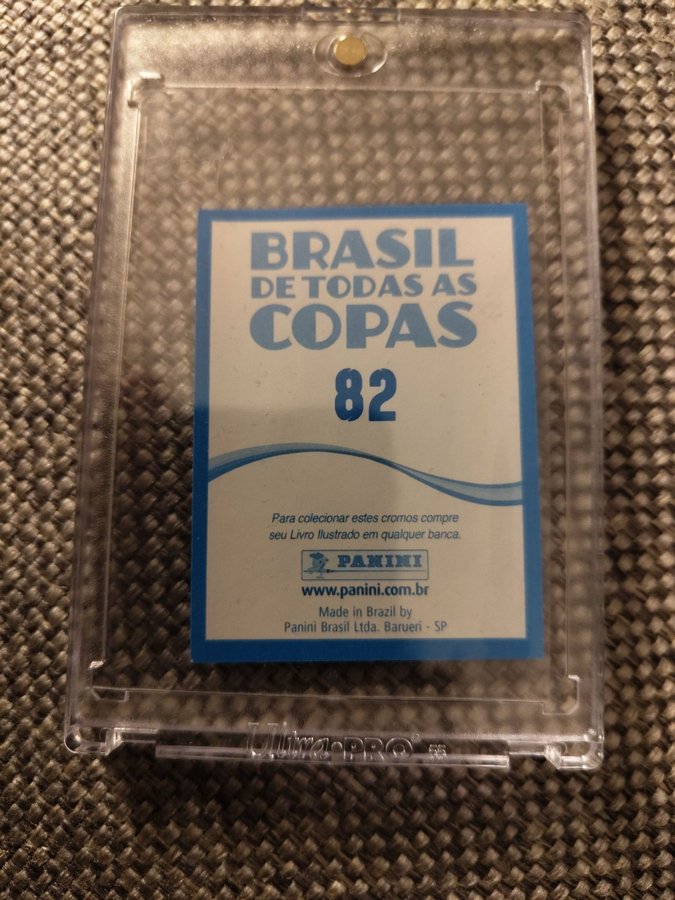 BRASIL
DE TODAS AS
COPAS
82
Para colecionar estes cromos compre
seu Livro Ilustrado em qualquer banca.
PANINI
www.panini.com.br
Made in Brazil by
Panini Brasil Ltda. Barueri - SP
Ultra•PRO® 55